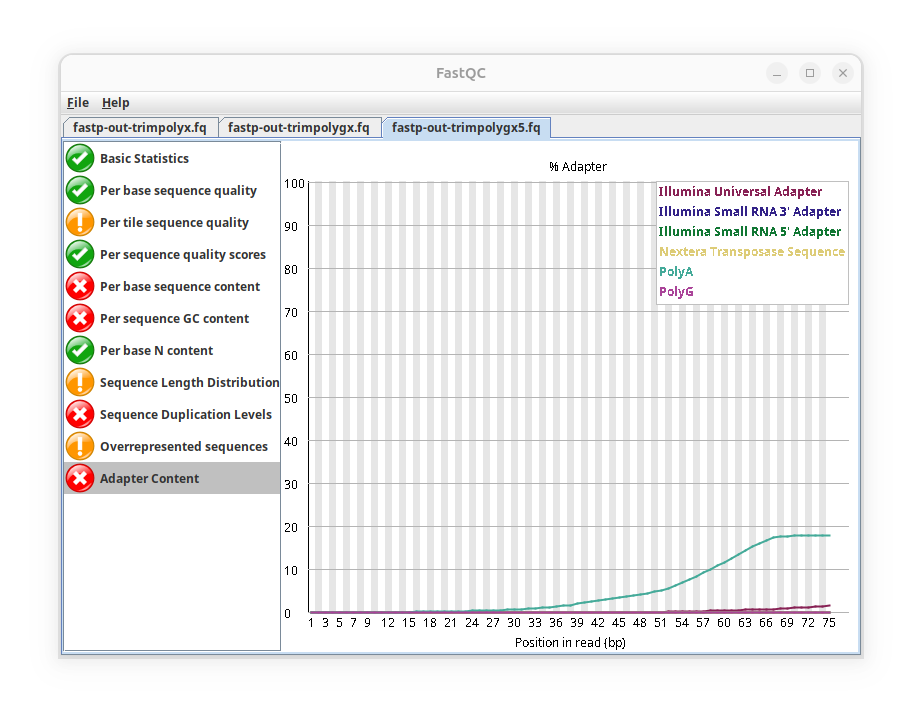 FastQC
File Help
fastp-out-trimpolyx.fq fastp-out-trimpolygx.fq fastp-out-trimpolygx5.fq
Basic Statistics
Per base sequence quality
Per tile sequence quality
Per sequence quality scores
Per base sequence content
Per sequence GC content
Per base N content
Sequence Length Distribution
Sequence Duplication Levels
Overrepresented sequences
Adapter Content
% Adapter
Illumina Universal Adapter
Illumina Small RNA 3' Adapter
Illumina Small RNA 5' Adapter
Nextera Transposase Sequence
PolyA
PolyG
100
90
80
70
60
50
40
30
20
10
0
1 3 5 7 9 12 15 18 21 24 27 30 33 36 39 42 45 48 51 54 57 60 63 66 69 72 75
Position in read (bp)